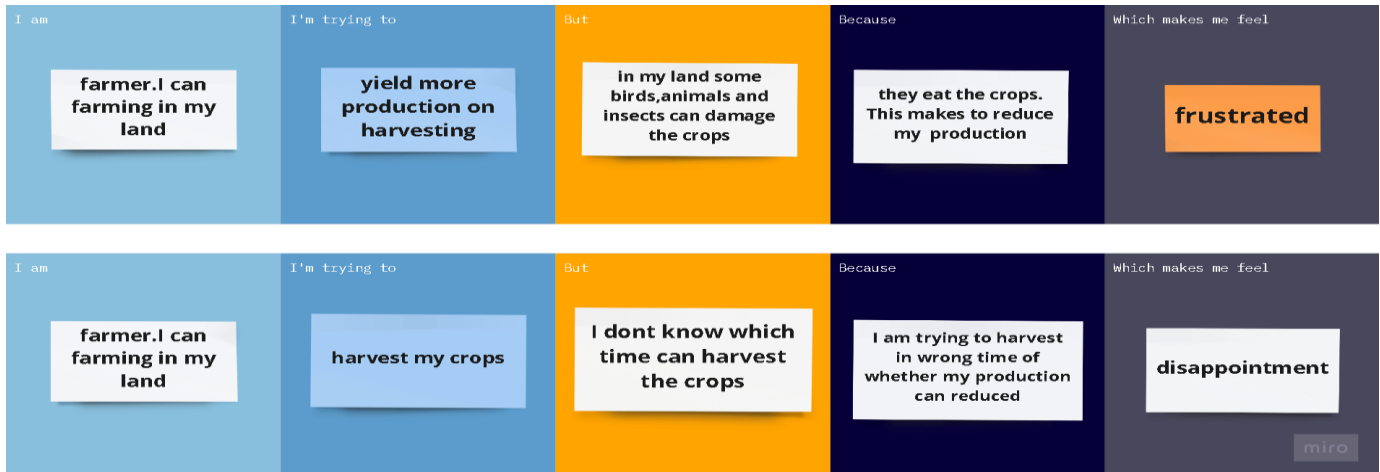 I am
I'm trying to
But
Because
Which makes me feel
farmer.I can
farming in my
land
yield more
production on
harvesting
in my land some
birds,animals and
insects can damage
the crops
they eat the crops.
This makes to reduce
my production
frustrated
I am
I'm trying to
But
Because
Which makes me feel
farmer.I can
farming in my
land
harvest my crops
I dont know which
time can harvest
the crops
I am trying to harvest
in wrong time of
whether my production
can reduced
disappointment
miro